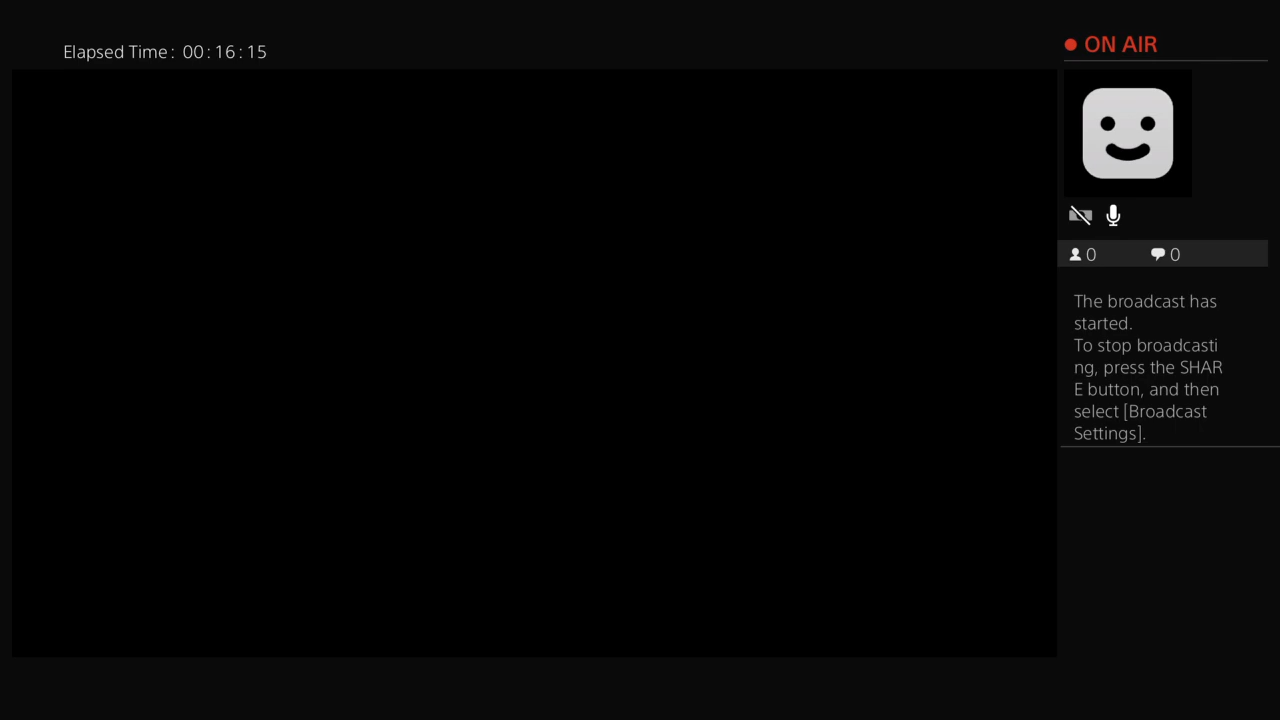 Elapsed Time: 00:16:15
ON AIR
0
0
The broadcast has
started.
To stop broadcasti
ng, press the SHAR
E button, and then
select [Broadcast
Settings].